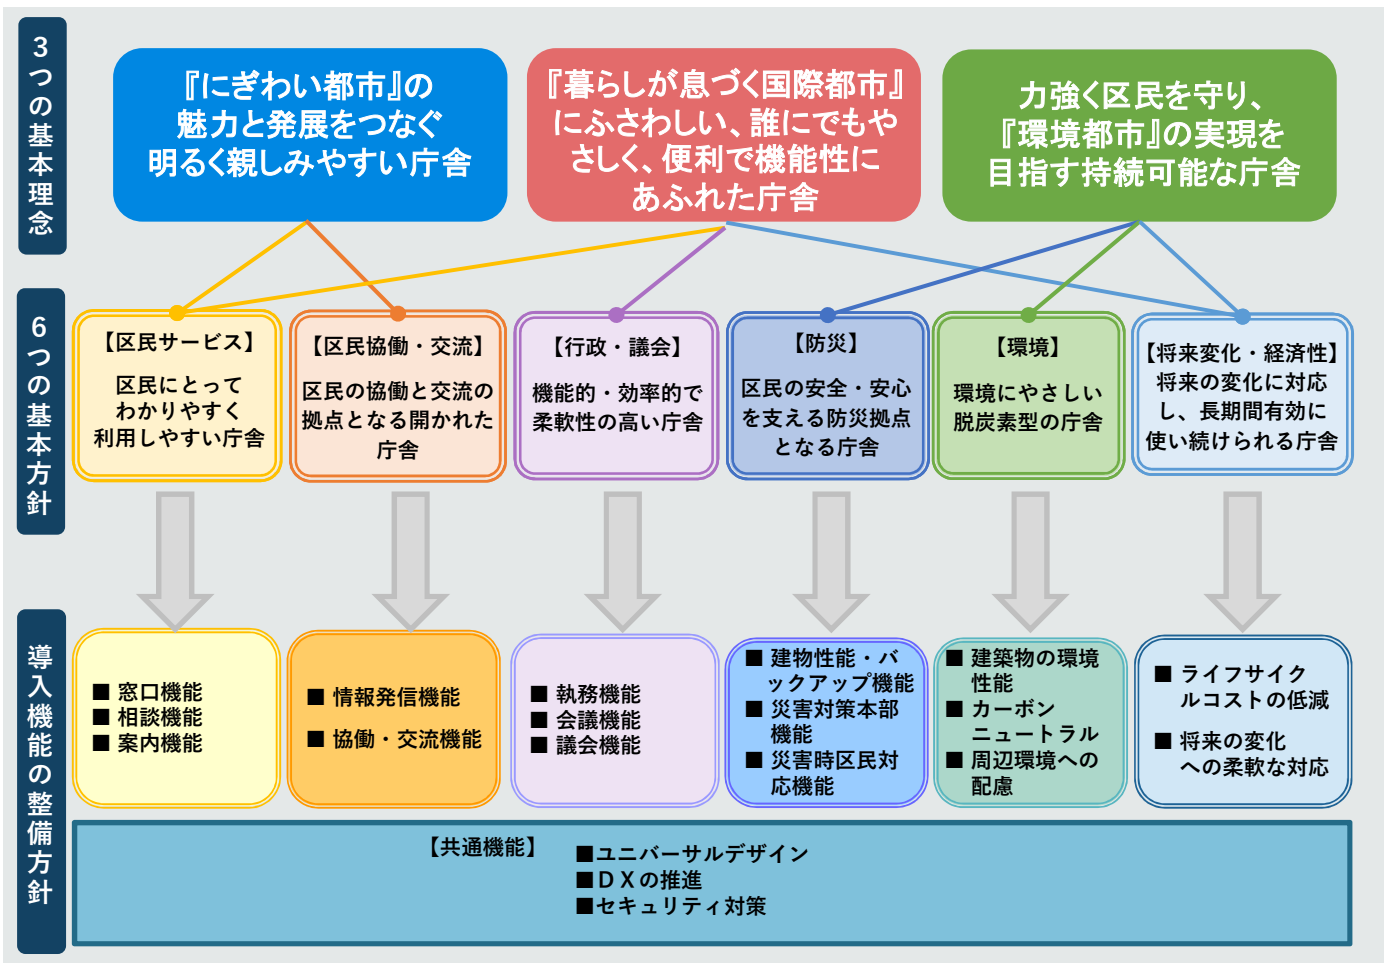 3つの基本理念
『にぎわい都市』の
魅力と発展をつなぐ
明るく親しみやすい庁舎
『暮らしが息づく国際都市』
にふさわしい、誰にでもや
さしく、便利で機能性に
あふれた庁舎
力強く区民を守り、
『環境都市』の実現を
目指す持続可能な庁舎
6つの基本方針
【区民サービス】
区民にとって
わかりやすく
利用しやすい庁舎
【区民協働・交流】
区民の協働と交流の
拠点となる開かれた
庁舎
【行政・議会】
機能的・効率的で
柔軟性の高い庁舎
【防災】
区民の安全・安心
を支える防災拠点
となる庁舎
【環境】
環境にやさしい
脱炭素型の庁舎
【将来変化・経済性】
将来の変化に対応
し、長期間有効に
使い続けられる庁舎
導入機能の整備方針
■ 窓口機能
■ 相談機能
■ 案内機能
■ 情報発信機能
■ 協働・交流機能
■ 執務機能
■ 会議機能
■ 議会機能
■ 建物性能・バ
ックアップ機能
■ 災害対策本部
機能
■ 災害時区民対
応機能
■ 建築物の環境
性能
■ カーボン
ニュートラル
■ 周辺環境への
配慮
■ ライフサイク
ルコストの低減
■ 将来の変化
への柔軟な対応
【共通機能】
■ユニバーサルデザイン
■ＤＸの推進
■セキュリティ対策